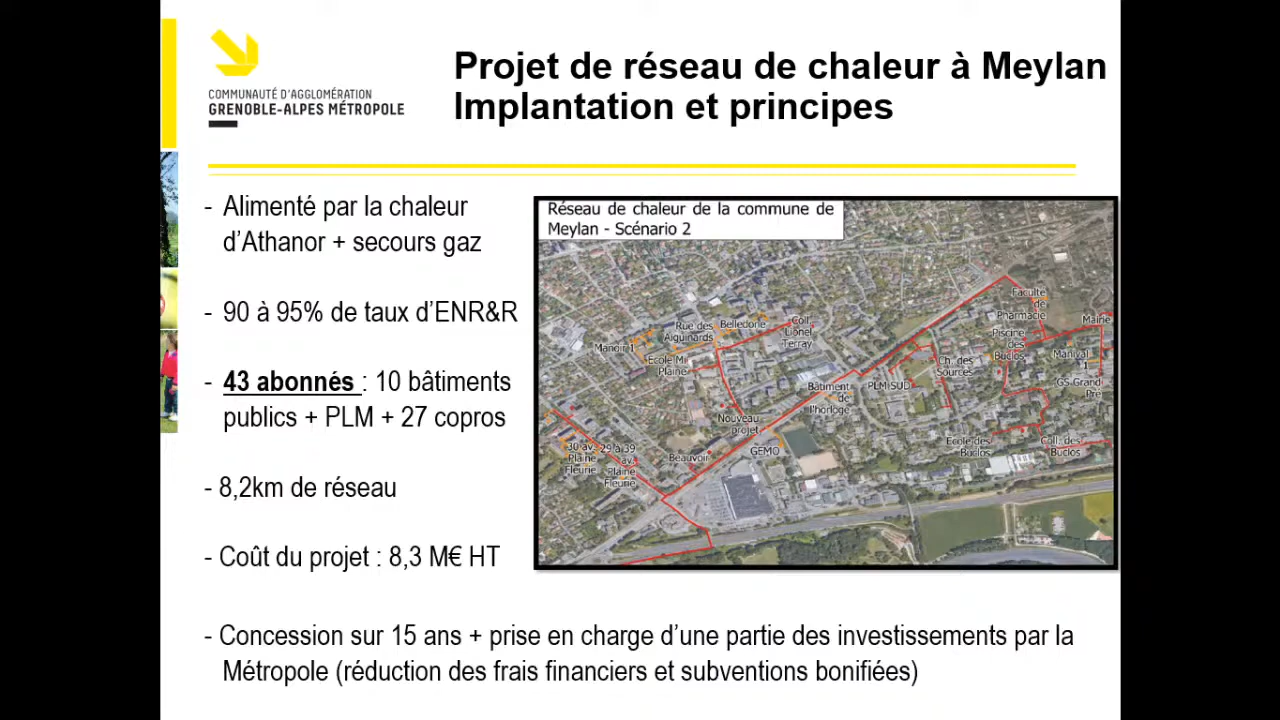 COMMUNAUTÉ D'AGGLOMÉRATION
GRENOBLE-ALPES MÉTROPOLE
Projet de réseau de chaleur à Meylan
Implantation et principes
- Alimenté par la chaleur
d'Athanor + secours gaz
- 90 à 95% de taux d'ENR&R
- 43 abonnés : 10 bâtiments
publics + PLM + 27 copros
- 8,2km de réseau
- Coût du projet : 8,3 M€ HT
- Concession sur 15 ans + prise en charge d'une partie des investissements par la
Métropole (réduction des frais financiers et subventions bonifiées)
Réseau de chaleur de la commune de
Meylan - Scénario 2
Faculté
de
Pharmacie
Mairie
Rue des
Aiguinards
Belledonie
Coll.
Lionel
Terray
Manoir 1
Ecole Mi
Plaine
Piscine
des
Buclos
Manival
1
GS Grand
Pré
Ch. des
Sources
PLM SUD
Bâtiment
de
l'horloge
Nouveau
projet
GEMO
Beauvoir
30 av.
Plaine
Fleurie
29 à 39
av.
Plaine
Fleurie
Ecole des
Buclos
Coll. des
Buclos